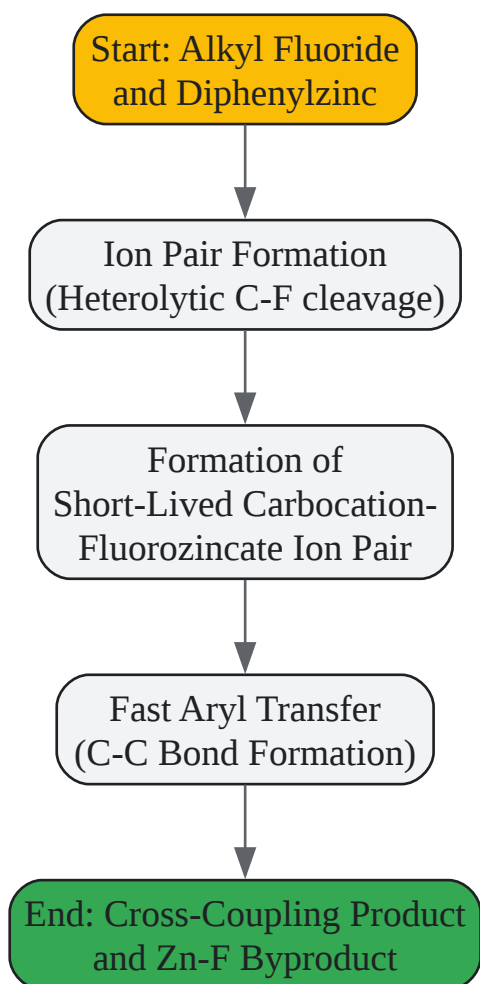 Start: Alkyl Fluoride
and Diphenylzinc
Ion Pair Formation
(Heterolytic C-F cleavage)
Formation of
Short-Lived Carbocation-
Fluorozincate Ion Pair
Fast Aryl Transfer
(C-C Bond Formation)
End: Cross-Coupling Product
and Zn-F Byproduct